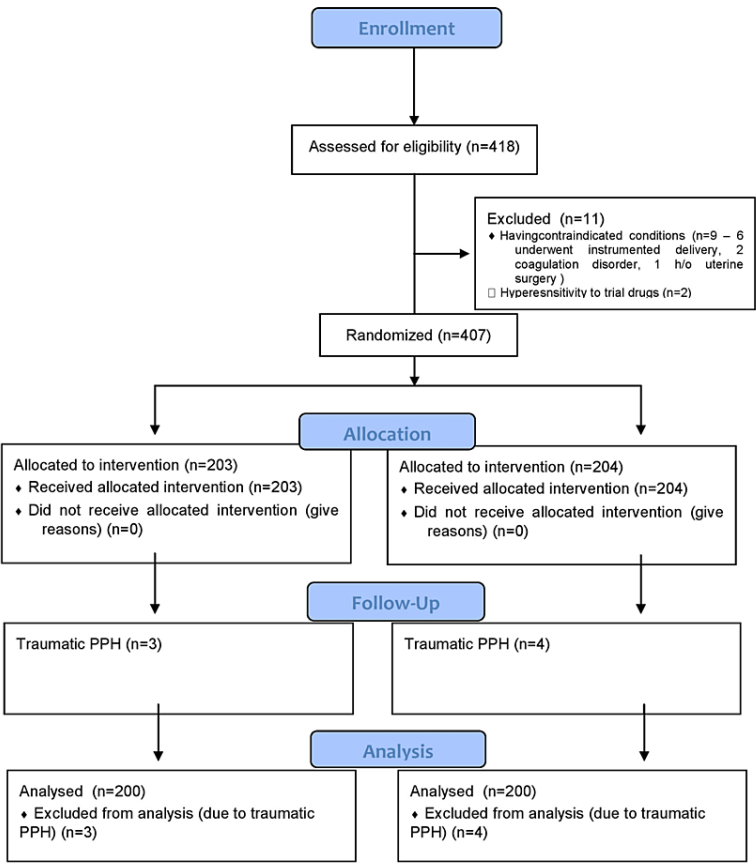 Enrollment
Assessed for eligibility (n=418)
Excluded (n=11)
♦ Havingcontraindicated conditions (n=9 – 6
underwent instrumented delivery, 2
coagulation disorder, 1 h/o uterine
surgery )
□ Hyperesnsitivity to trial drugs (n=2)
Randomized (n=407)
Allocation
Allocated to intervention (n=203)
♦ Received allocated intervention (n=203)
♦ Did not receive allocated intervention (give
reasons) (n=0)
Allocated to intervention (n=204)
♦ Received allocated intervention (n=204)
♦ Did not receive allocated intervention (give
reasons) (n=0)
Follow-Up
Traumatic PPH (n=3)
Traumatic PPH (n=4)
Analysis
Analysed (n=200)
♦ Excluded from analysis (due to traumatic
PPH) (n=3)
Analysed (n=200)
♦ Excluded from analysis (due to traumatic
PPH) (n=4)